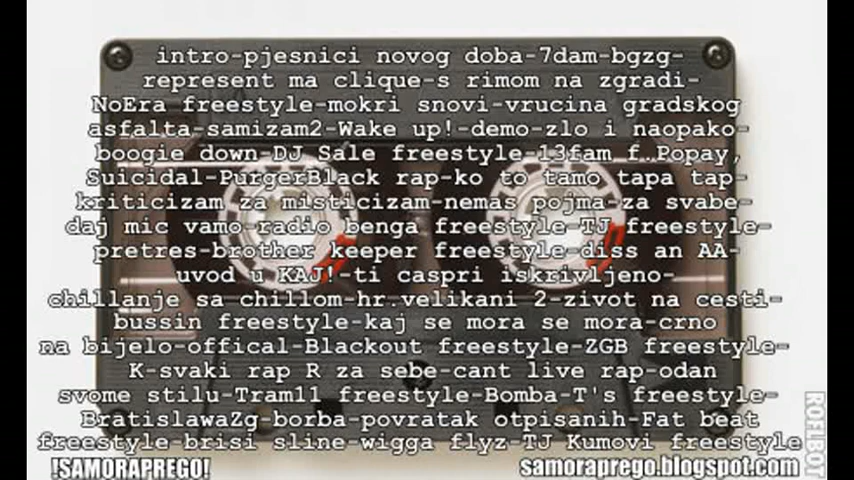 intro-pjesnici novog doba-7dam-bgzg-
represent ma clique-s rimom na zgradi-
NoEra freestyle-mokri snovi-vrucina gradskog
asfalta-samizam2-Wake up!-demo-zlo i naopako-
boogie down-DJ Sale freestyle-13fam f.Popay,
Suicidal-PurgerBlack rap-ko to tamo tapa tap-
kriticizam za misticizam-nemas pojma-za svabe-
daj mic vamo-radio benga freestyle-TJ freestyle-
pretres-brother keeper freestyle-diss an AA-
uvod u KAJ!-ti caspri iskrivljeno-
chillanje sa chillom-hr.velikani 2-zivot na cesti-
bussin freestyle-kaj se mora se mora-crno
na bijelo-offical-Blackout freestyle-ZGB freestyle-
K-svaki rap R za sebe-cant live rap-odan
svome stilu-Tram11 freestyle-Bomba-T's freestyle-
BratislawaZg-borba-povratak otpisanih-Fat beat
freestyle-brisi sline-wigga flyz-TJ Kumovi freestyle
!SAMORAPREGO!
samoraprego.blogspot.com
ROFLBOT